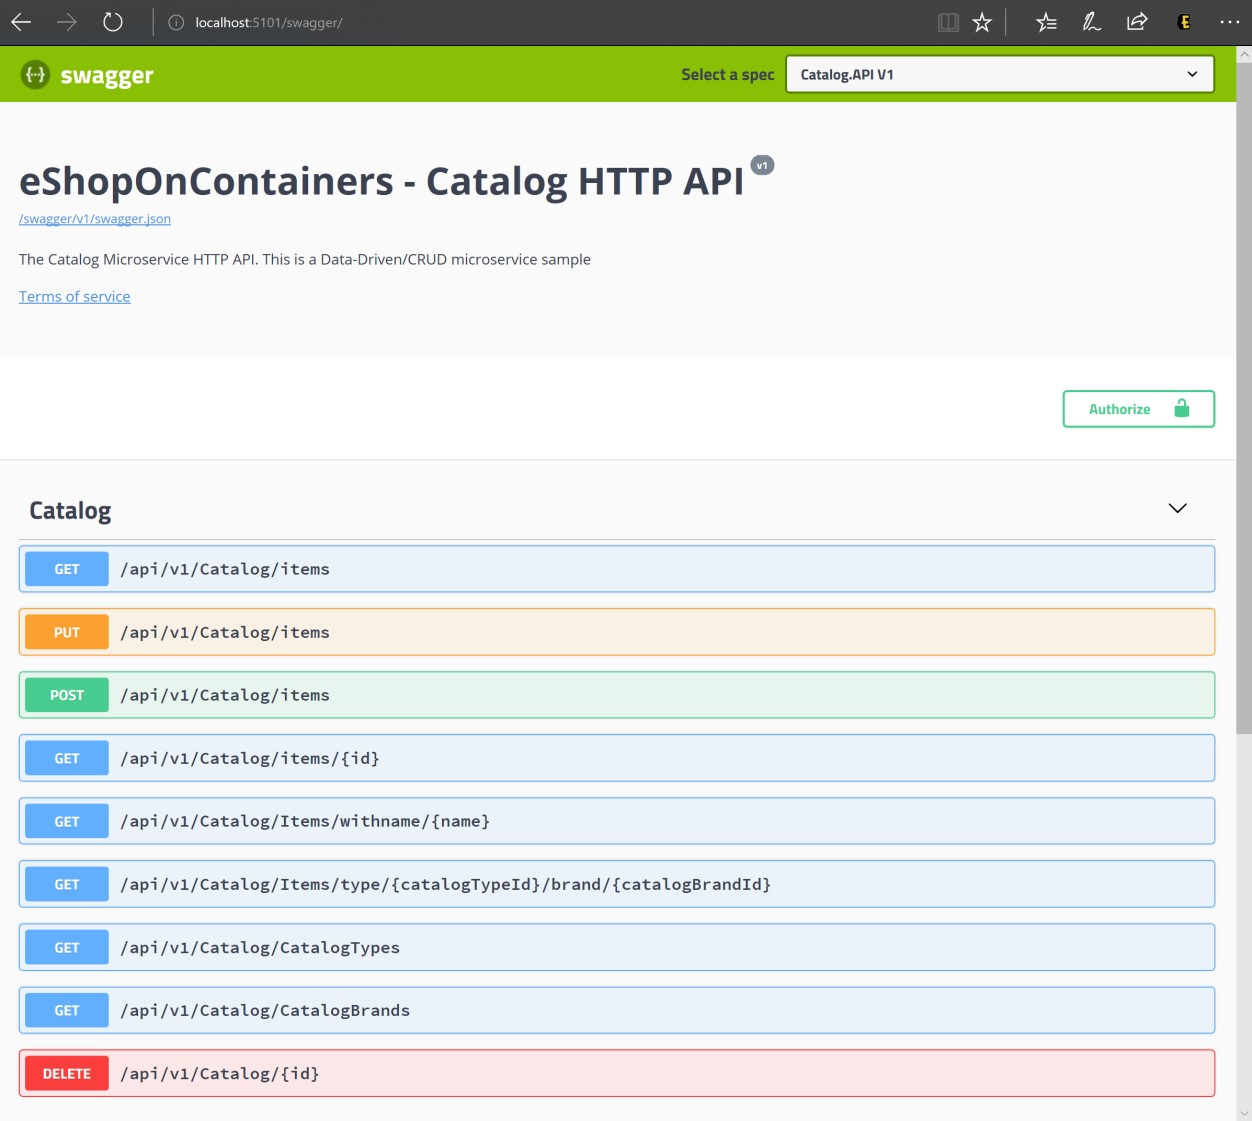 localhost:5101/swagger/
{··} swagger
Select a spec
Catalog.API V1
eShopOnContainers - Catalog HTTP API v1
/swagger/v1/swagger.json
The Catalog Microservice HTTP API. This is a Data-Driven/CRUD microservice sample
Terms of service
Authorize
Catalog
GET /api/v1/Catalog/items
PUT /api/v1/Catalog/items
POST /api/v1/Catalog/items
GET /api/v1/Catalog/items/{id}
GET /api/v1/Catalog/Items/withname/{name}
GET /api/v1/Catalog/Items/type/{catalogTypeId}/brand/{catalogBrandId}
GET /api/v1/Catalog/CatalogTypes
GET /api/v1/Catalog/CatalogBrands
DELETE /api/v1/Catalog/{id}